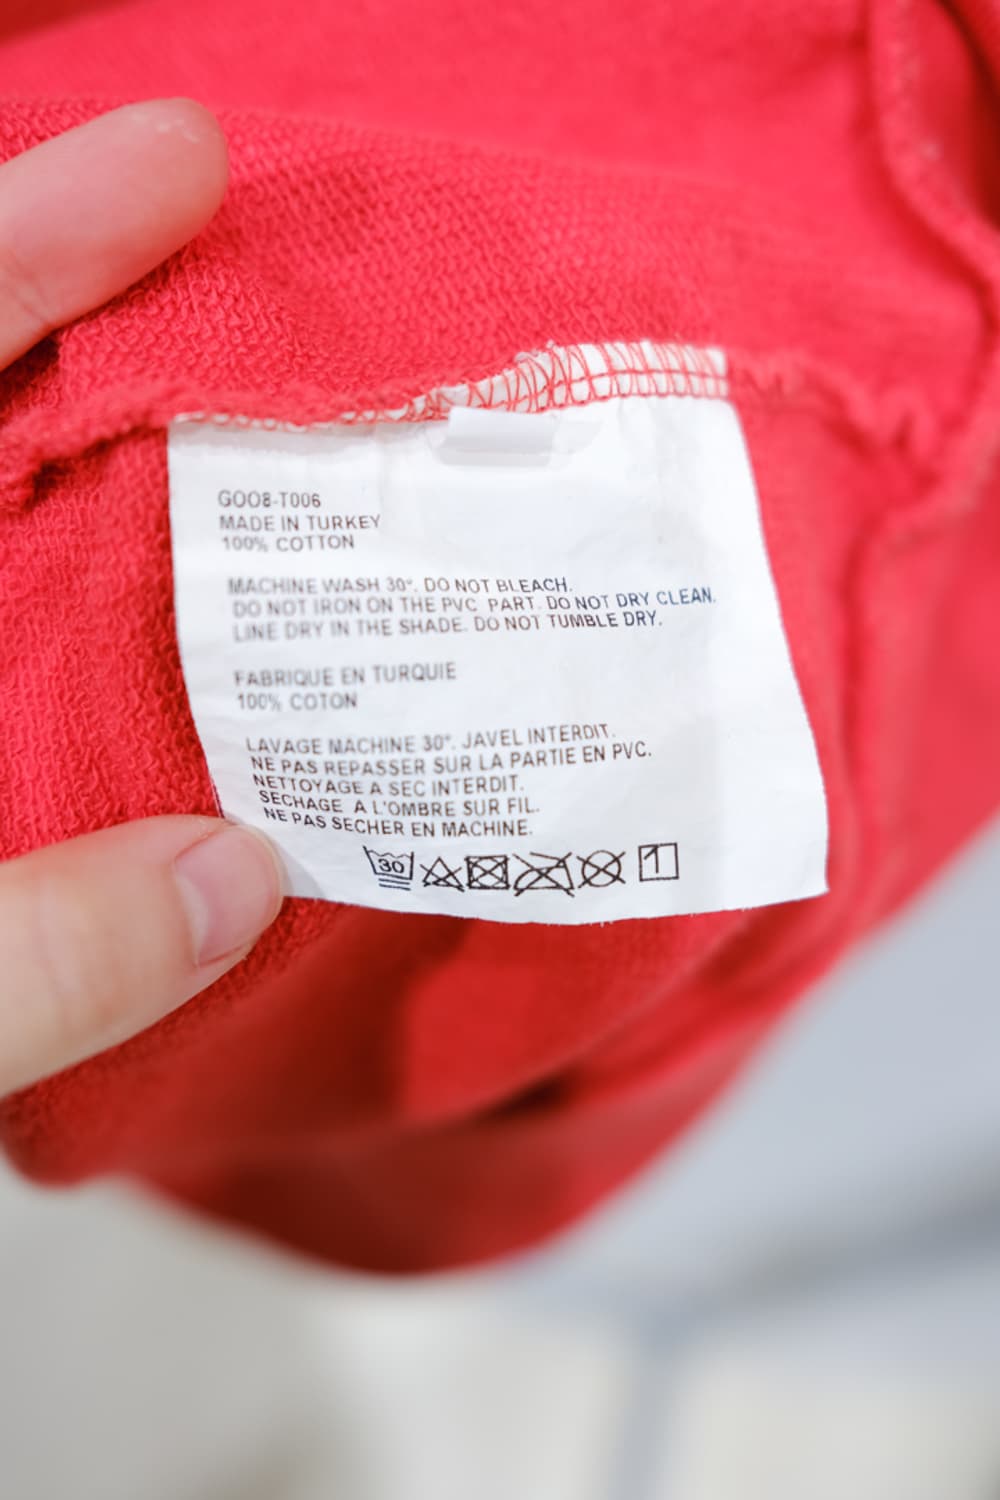 GOO8-T006
MADE IN TURKEY
100% COTTON
MACHINE WASH 30°. DO NOT BLEACH.
DO NOT IRON ON THE PVC PART. DO NOT DRY CLEAN.
LINE DRY IN THE SHADE. DO NOT TUMBLE DRY.
FABRIQUE EN TURQUIE
100% COTON
LAVAGE MACHINE 30°. JAVEL INTERDIT.
NE PAS REPASSER SUR LA PARTIE EN PVC.
NETTOYAGE A SEC INTERDIT.
SECHAGE A L'OMBRE SUR FIL.
NE PAS SECHER EN MACHINE.
30 1